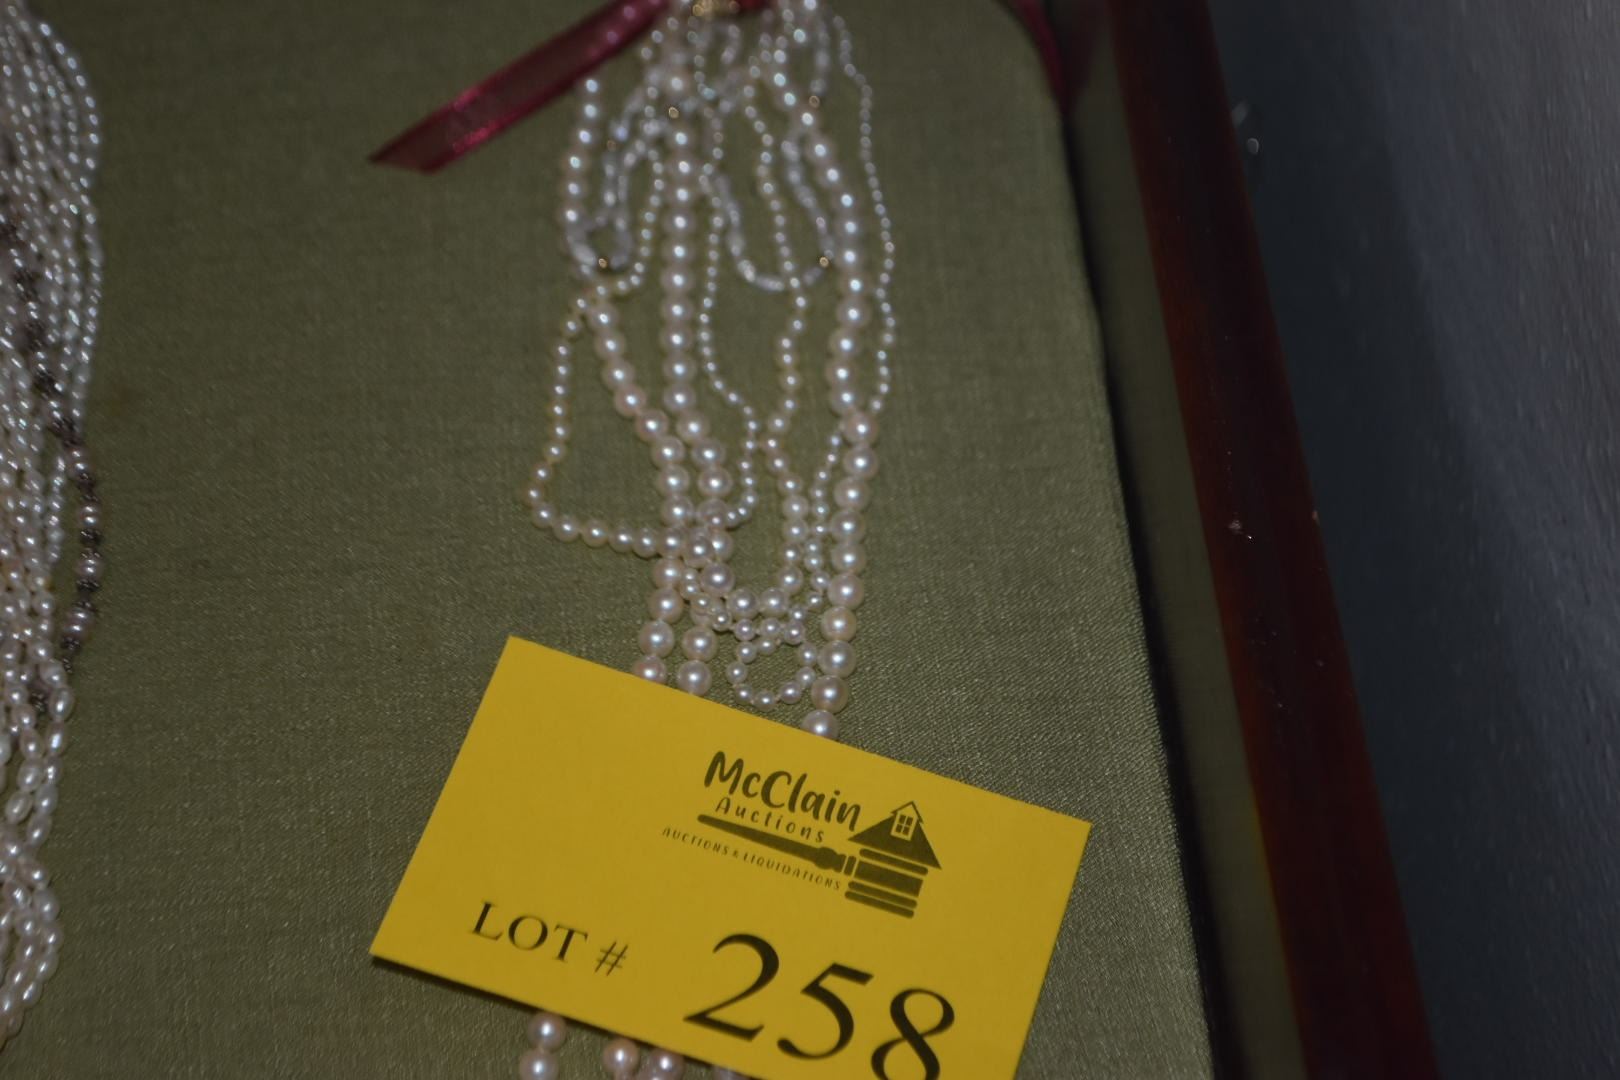 McClain
Auctions
AUCTIONS & LIQUIDATIONS
LOT # 258